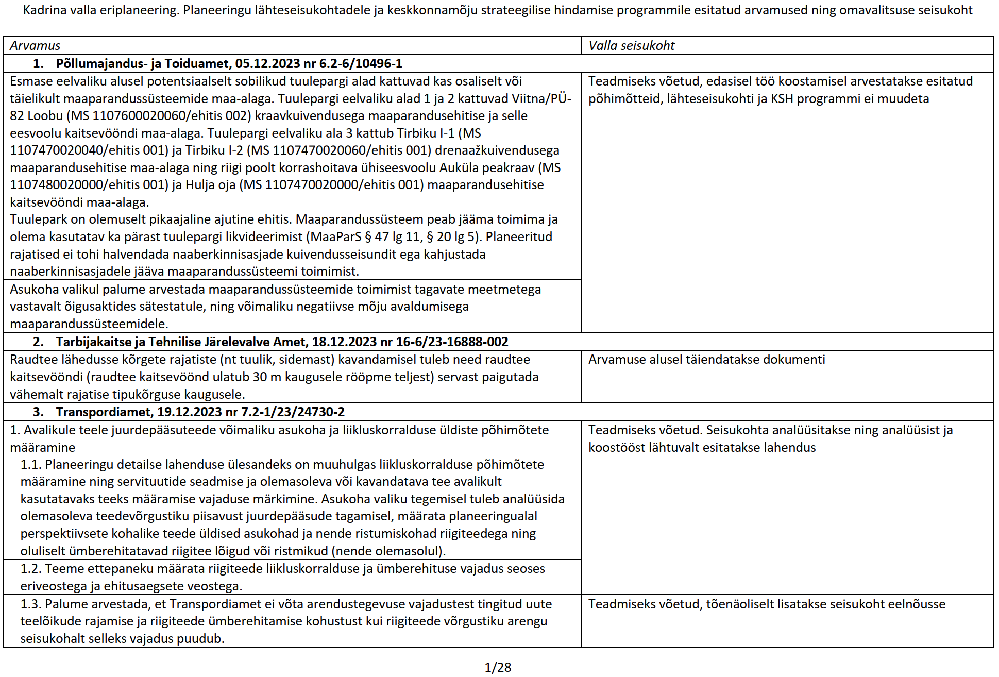 Kadrina valla eriplaneering. Planeeringu lähteseisukohtadele ja keskkonnamõju strateegilise hindamise programmile esitatud arvamused ning omavalitsuse seisukoht
Arvamus
Valla seisukoht
1. Põllumajandus- ja Toiduamet, 05.12.2023 nr 6.2-6/10496-1
Esmase eelvaliku alusel potentsiaalselt sobilikud tuulepargi alad kattuvad kas osaliselt või
täielikult maaparandussüsteemide maa-alaga. Tuulepargi eelvaliku alad 1 ja 2 kattuvad Viitna/PÜ-
82 Loobu (MS 1107600020060/ehitis 002) kraavkuivendusega maaparandusehitise ja selle
eesvoolu kaitsevööndi maa-alaga. Tuulepargi eelvaliku ala 3 kattub Tirbiku I-1 (MS
1107470020040/ehitis 001) ja Tirbiku I-2 (MS 1107470020060/ehitis 001) drenaažkuivendusega
maaparandusehitise maa-alaga ning riigi poolt korrashoitava ühiseesvoolu Auküla peakraav (MS
1107480020000/ehitis 001) ja Hulja oja (MS 1107470020000/ehitis 001) maaparandusehitise
kaitsevööndi maa-alaga.
Tuulepark on olemuselt pikaajaline ajutine ehitis. Maaparandussüsteem peab jääma toimima ja
olema kasutatav ka pärast tuulepargi likvideerimist (MaaParS § 47 lg 11, § 20 lg 5). Planeeritud
rajatised ei tohi halvendada naaberkinnisasjade kuivendusseisundit ega kahjustada
naaberkinnisasjadele jääva maaparandussüsteemi toimimist.
Teadmiseks võetud, edasisel töö koostamisel arvestatakse esitatud
põhimõtteid, lähteseisukohti ja KSH programmi ei muudeta
Asukoha valikul palume arvestada maaparandussüsteemide toimimist tagavate meetmetega
vastavalt õigusaktides sätestatule, ning võimaliku negatiivse mõju avaldumisega
maaparandussüsteemidele.
2. Tarbijakaitse ja Tehnilise Järelevalve Amet, 18.12.2023 nr 16-6/23-16888-002
Raudtee lähedusse kõrgete rajatiste (nt tuulik, sidemast) kavandamisel tuleb need raudtee
kaitsevööndi (raudtee kaitsevöönd ulatub 30 m kaugusele rööpme teljest) servast paigutada
vähemalt rajatise tipukõrguse kaugusele.
Arvamuse alusel täiendatakse dokumenti
3. Transpordiamet, 19.12.2023 nr 7.2-1/23/24730-2
1. Avalikule teele juurdepääsuteede võimaliku asukoha ja liikluskorralduse üldiste põhimõtete
määramine
1.1. Planeeringu detailse lahenduse ülesandeks on muuhulgas liikluskorralduse põhimõtete
määramine ning servituutide seadmise ja olemasoleva või kavandatava tee avalikult
kasutatavaks teeks määramise vajaduse märkimine. Asukoha valiku tegemisel tuleb analüüsida
olemasoleva teedevõrgustiku piisavust juurdepääsude tagamisel, määrata planeeringualal
perspektiivsete kohalike teede üldised asukohad ja nende ristumiskohad riigiteedega ning
oluliselt ümberehitatavad riigitee lõigud või ristmikud (nende olemasolul).
Teadmiseks võetud. Seisukohta analüüsitakse ning analüüsist ja
koostööst lähtuvalt esitatakse lahendus
1.2. Teeme ettepaneku määrata riigiteede liikluskorralduse ja ümberehituse vajadus seoses
eriveostega ja ehitusaegsete veostega.
1.3. Palume arvestada, et Transpordiamet ei võta arendustegevuse vajadustest tingitud uute
teelõikude rajamise ja riigiteede ümberehitamise kohustust kui riigiteede võrgustiku arengu
seisukohalt selleks vajadus puudub.
Teadmiseks võetud, tõenäoliselt lisatakse seisukoht eelnõusse
1/28